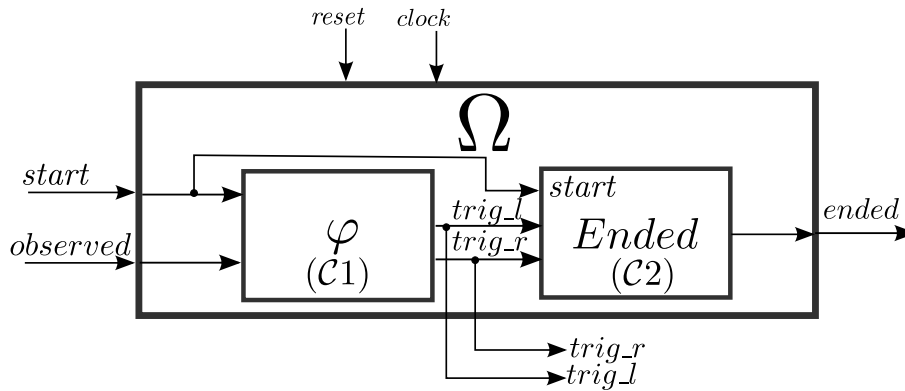 reset
clock
Ω
start
start
trig_l
ended
observed
φ
trig_r
Ended
(C1)
(C2)
trig_r
trig_l